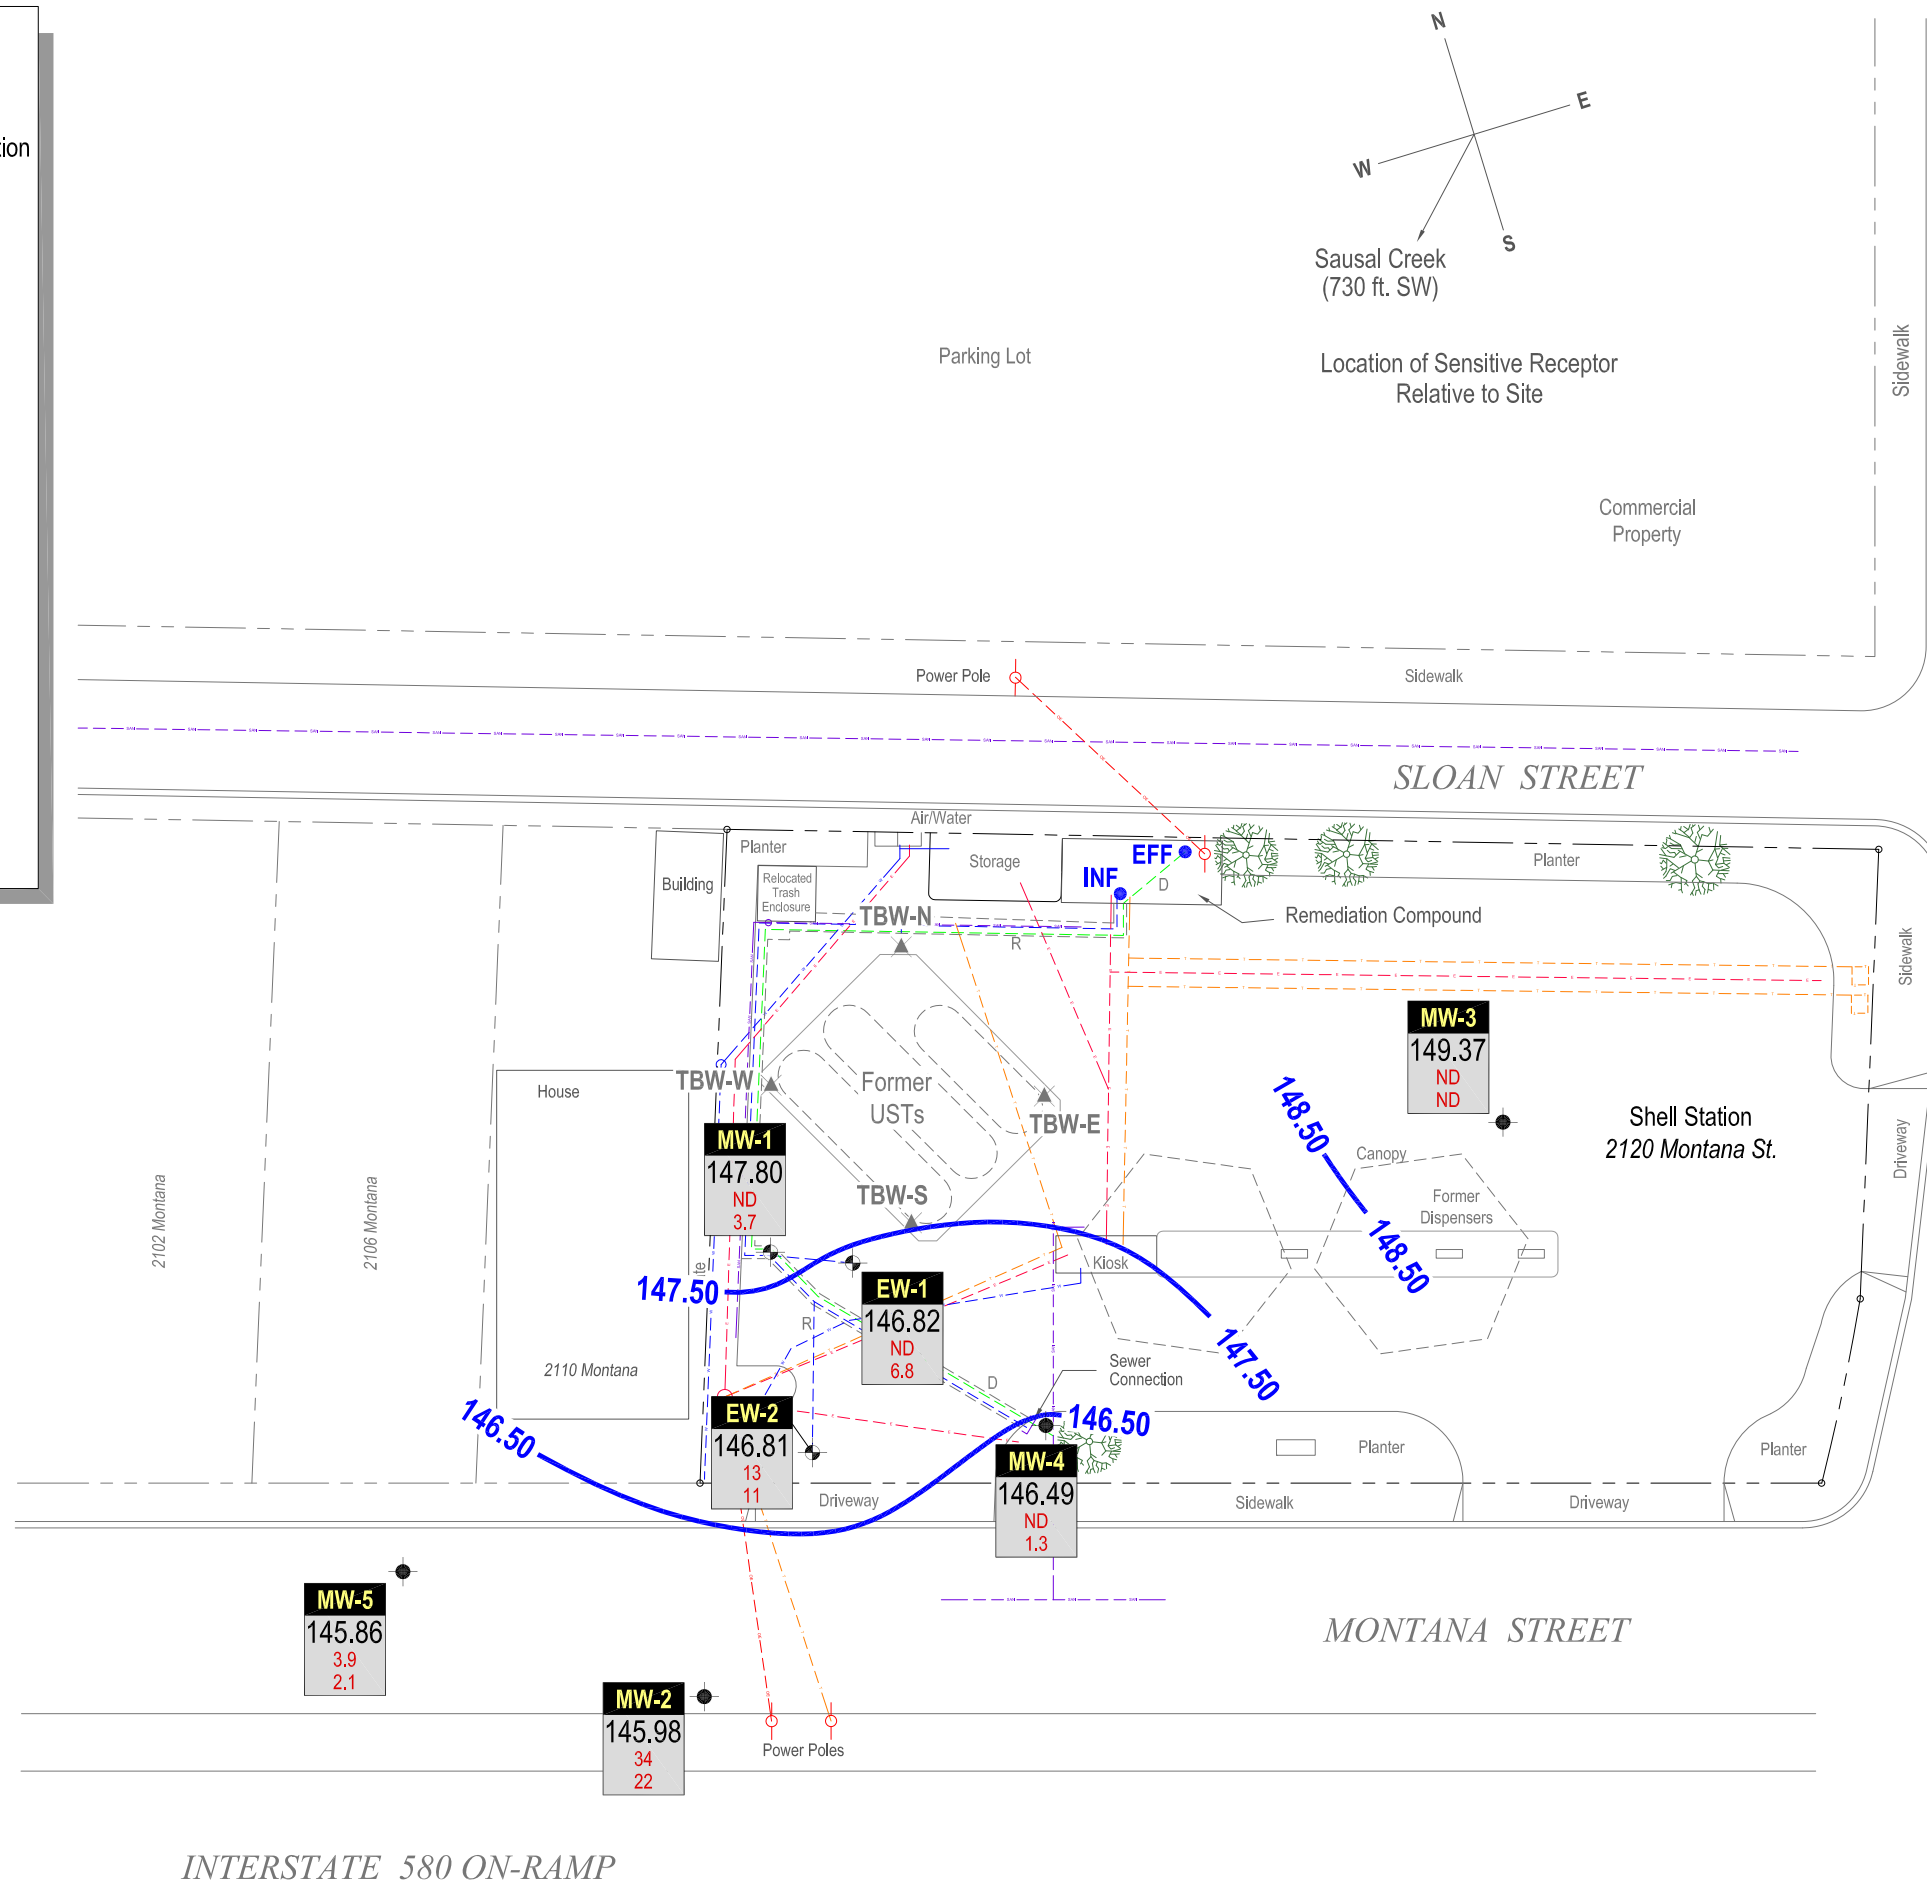 N
E
W
S
Sausal Creek
(730 ft. SW)
Location of Sensitive Receptor
Relative to Site
Parking Lot
Sidewalk
Commercial
Property
Power Pole
Sidewalk
SLOAN STREET
Air/Water
Planter
Storage
EFF
INF
D
Planter
Building
Relocated
Trash
Enclosure
TBW-N
R
Remediation Compound
Sidewalk
MW-3
149.37
ND
ND
TBW-W
Former
USTs
TBW-E
House
148.50
Shell Station
2120 Montana St.
Driveway
MW-1
147.80
ND
3.7
TBW-S
Canopy
Former
Dispensers
2102 Montana
2106 Montana
148.50
Kiosk
147.50
EW-1
146.82
ND
6.8
R
147.50
2110 Montana
Sewer
Connection
D
EW-2
146.81
13
11
146.50
146.50
MW-4
146.49
ND
1.3
Planter
Planter
Driveway
Sidewalk
Driveway
MW-5
145.86
3.9
2.1
MONTANA STREET
MW-2
145.98
34
22
Power Poles
INTERSTATE 580 ON-RAMP